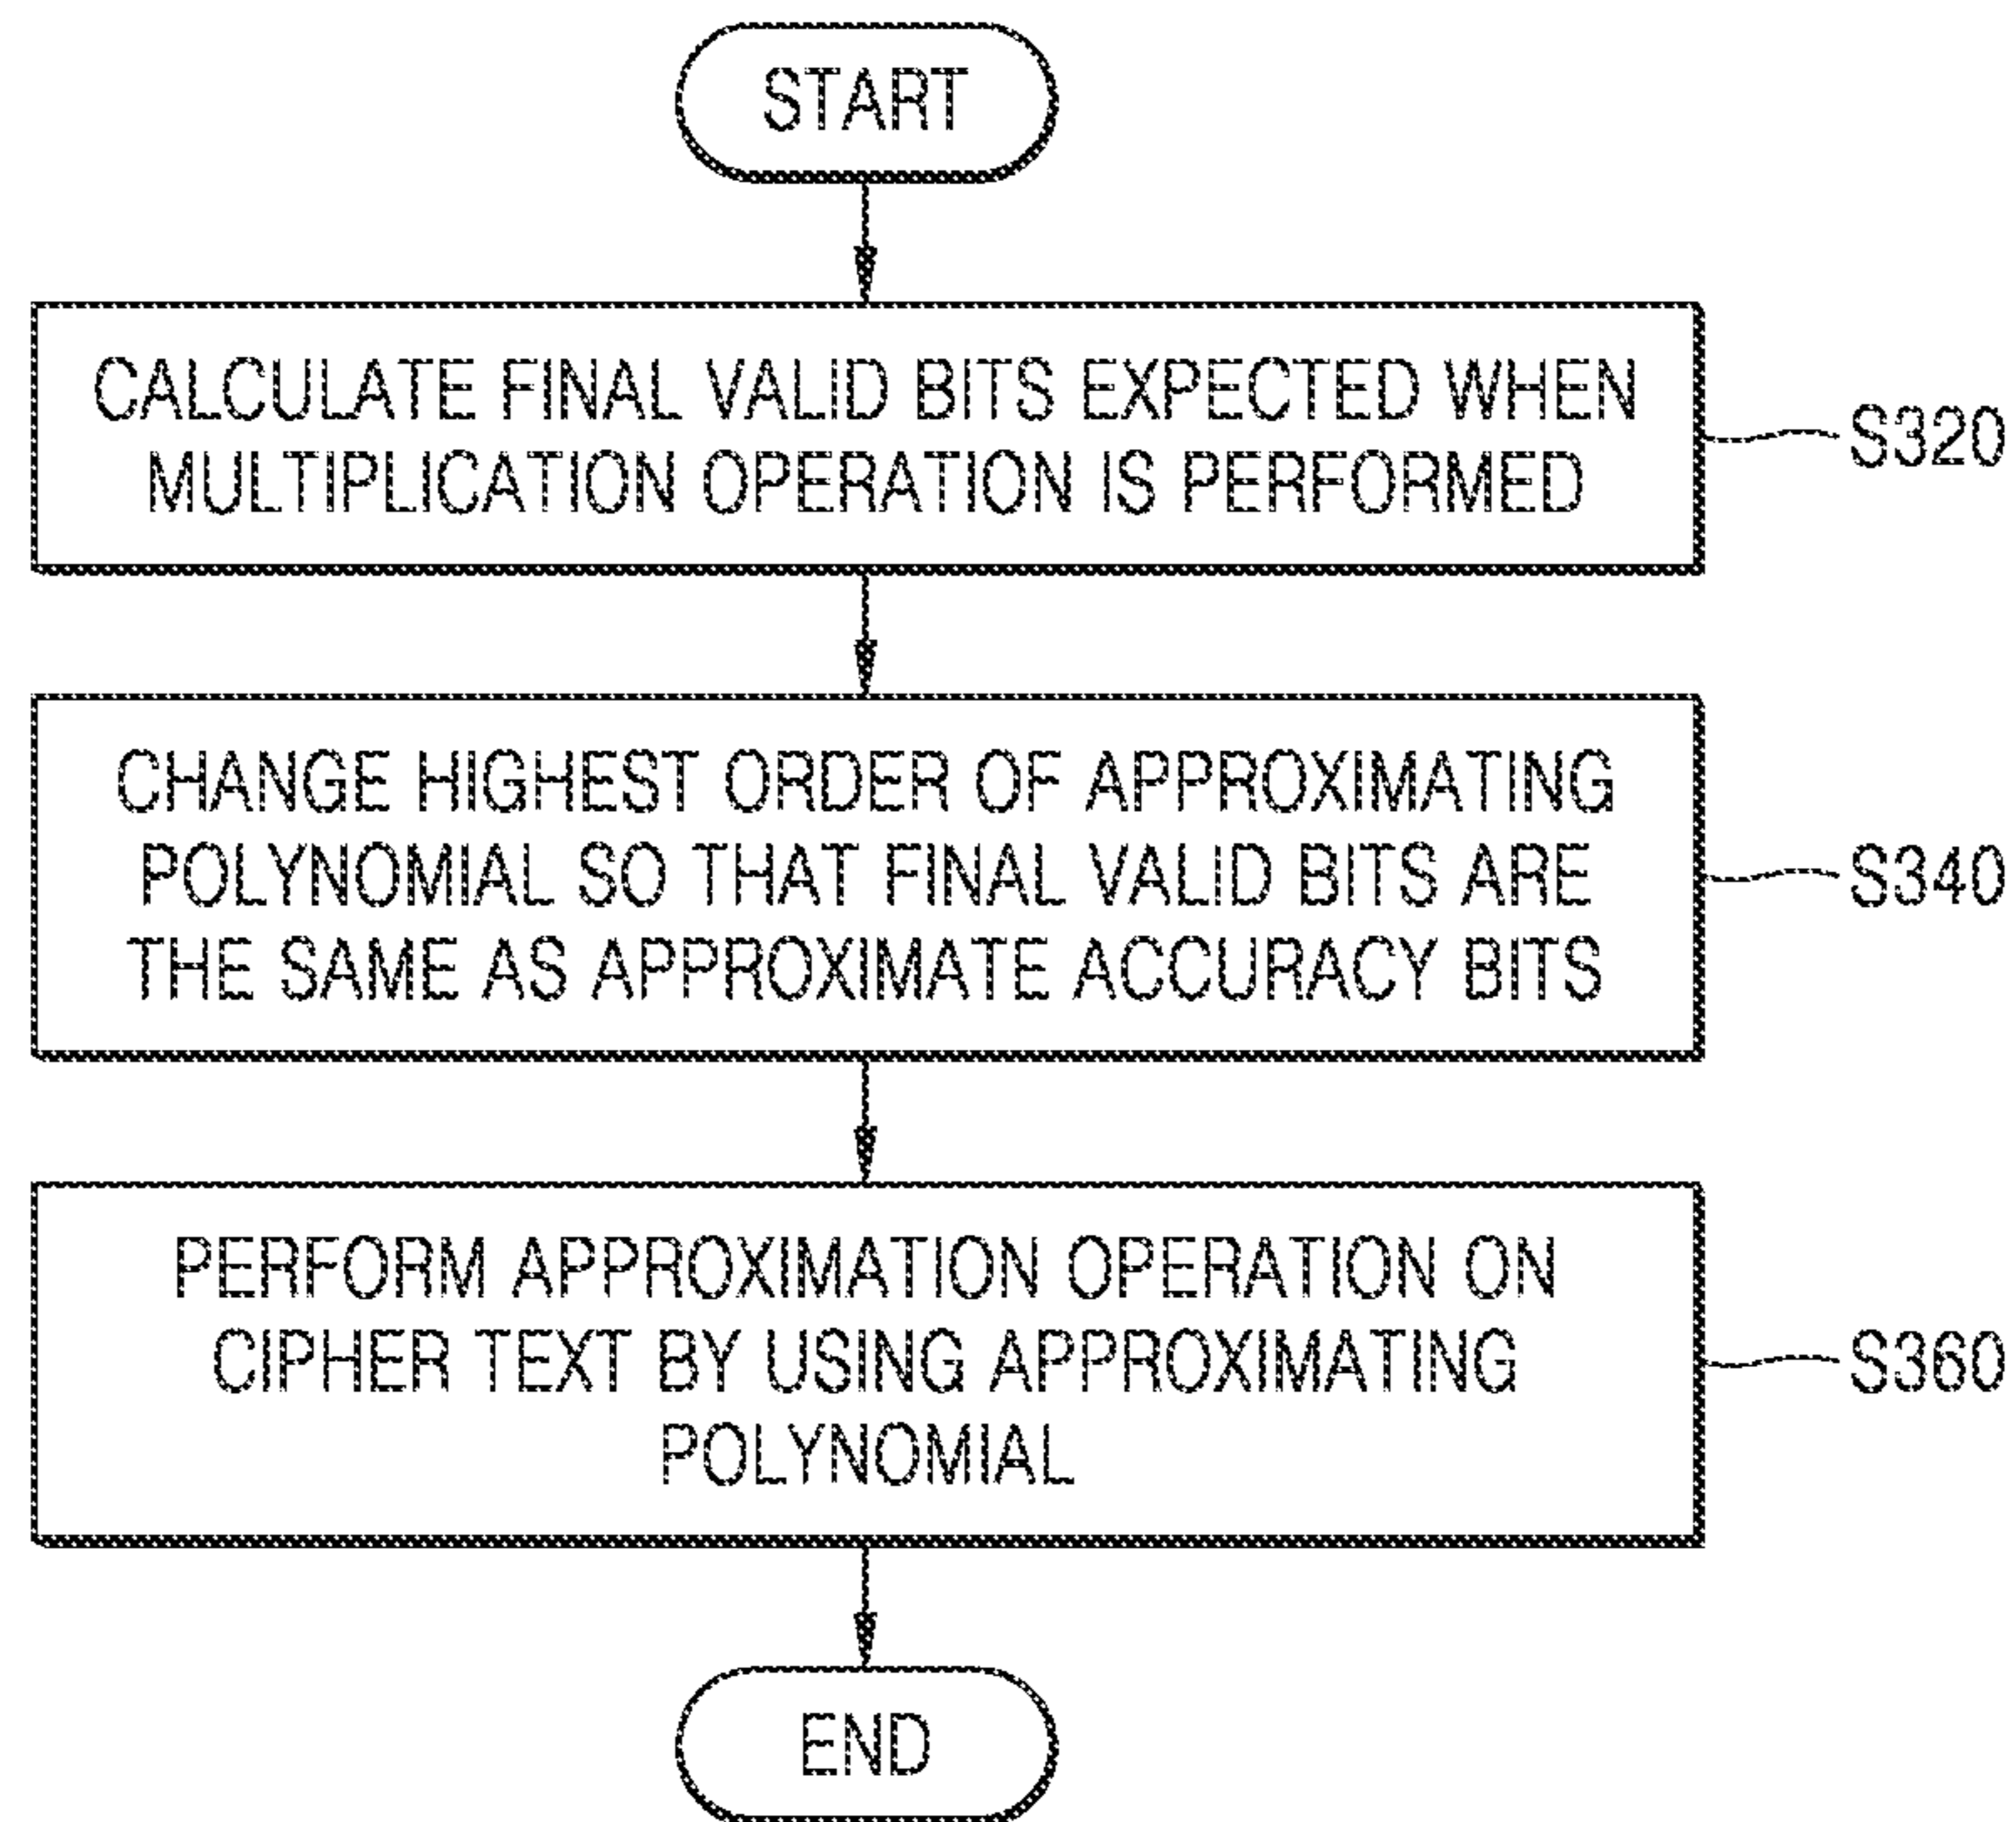 START
CALCULATE FINAL VALID BITS EXPECTED WHEN
MULTIPLICATION OPERATION IS PERFORMED
S320
CHANGE HIGHEST ORDER OF APPROXIMATING
POLYNOMIAL SO THAT FINAL VALID BITS ARE
THE SAME AS APPROXIMATE ACCURACY BITS
S340
PERFORM APPROXIMATION OPERATION ON
CIPHER TEXT BY USING APPROXIMATING
POLYNOMIAL
S360
END